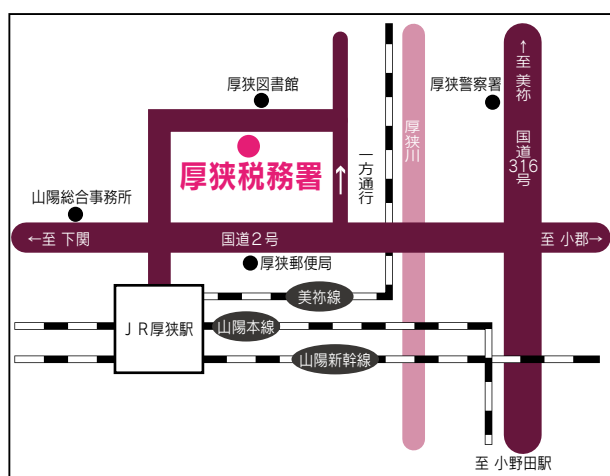 厚狭図書館
厚狭警察署
↑至 美祢
国道
316
号
厚狭川
一方通行
↑
厚狭税務署
山陽総合事務所
←至 下関
国道2号
至 小郡→
厚狭郵便局
美祢線
JR厚狭駅
山陽本線
山陽新幹線
至 小野田駅